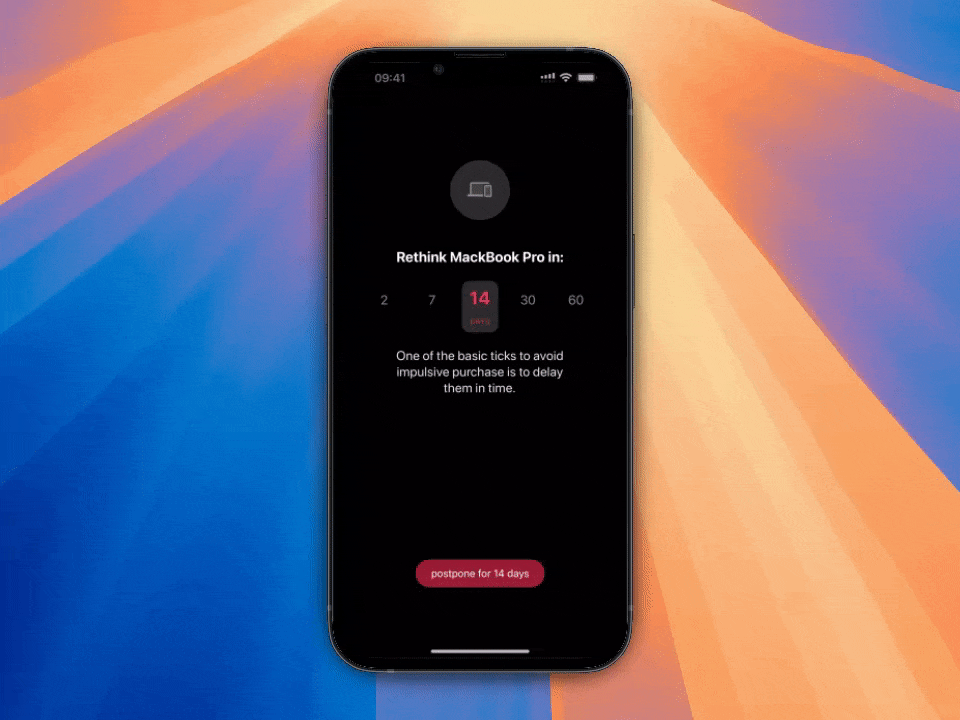 09:41
Rethink MackBook Pro in:
2 7 14 30 60
DAYS
One of the basic ticks to avoid
impulsive purchase is to delay
them in time.
postpone for 14 days